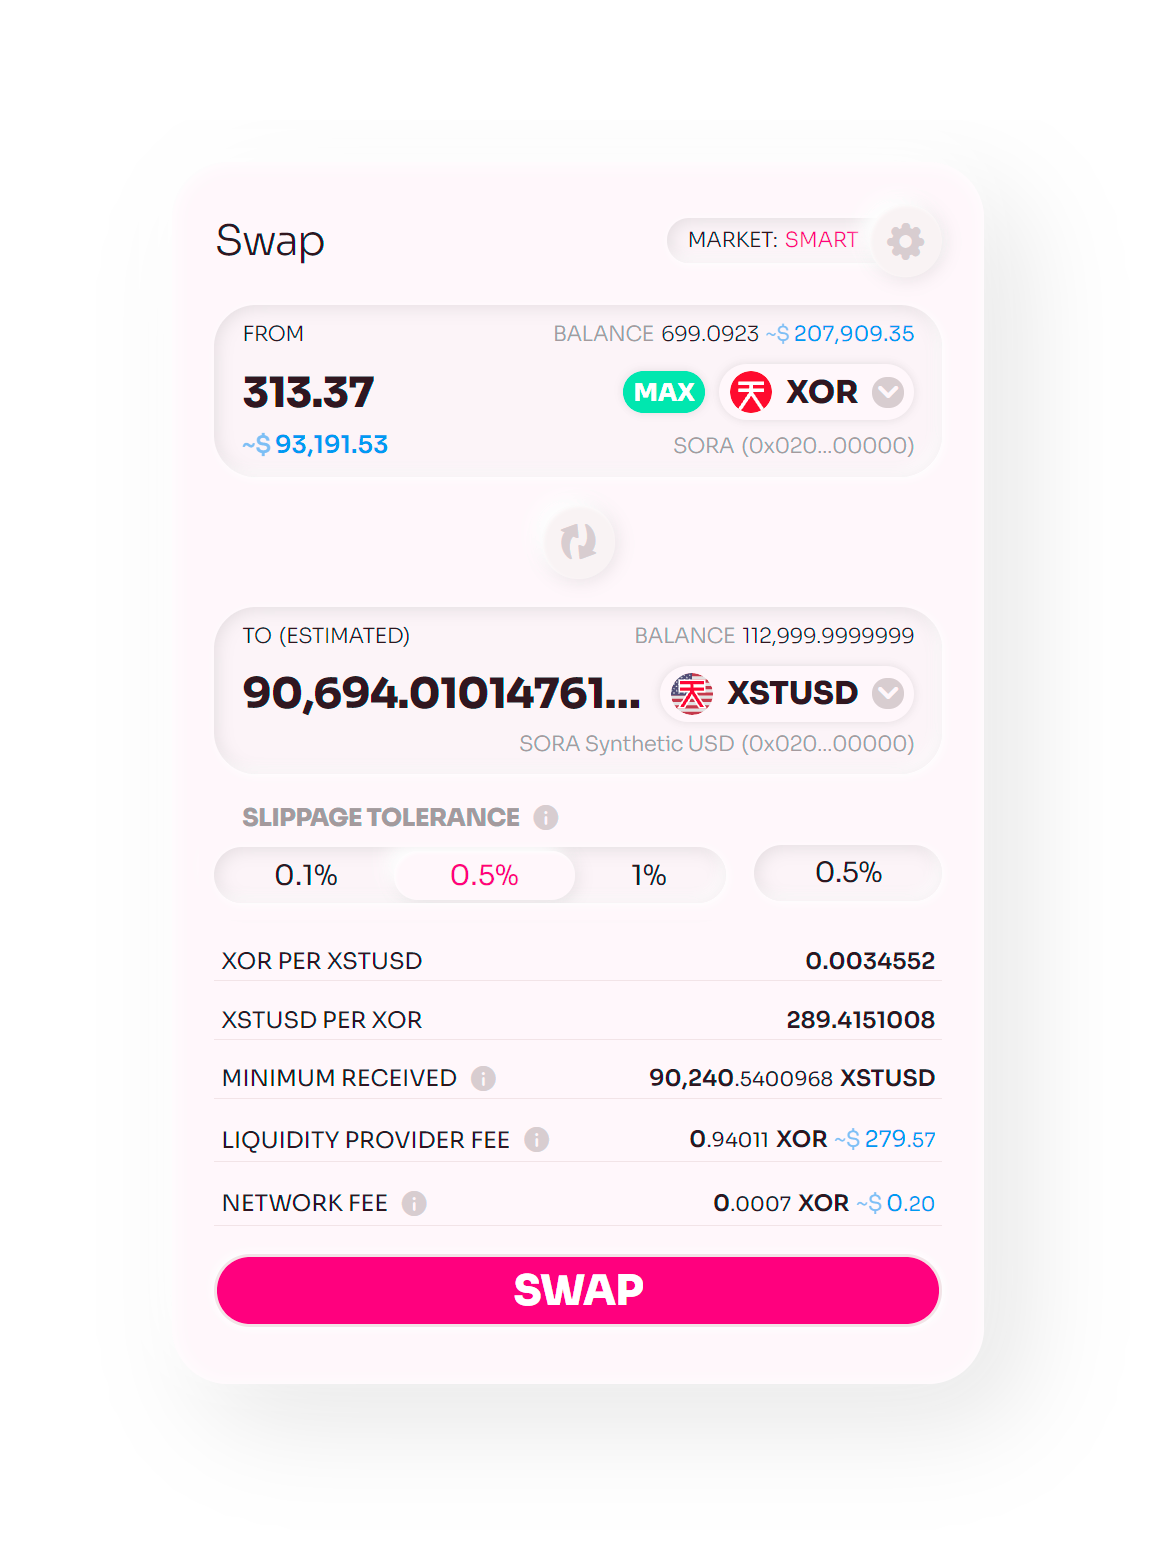 Swap
MARKET: SMART
FROM
BALANCE 699.0923 ~$ 207,909.35
313.37
MAX
XOR
~$ 93,191.53
SORA (0x020...00000)
TO (ESTIMATED)
BALANCE 112,999.9999999
90,694.01014761...
XSTUSD
SORA Synthetic USD (0x020...00000)
SLIPPAGE TOLERANCE
0.1%
0.5%
1%
0.5%
XOR PER XSTUSD 0.0034552
XSTUSD PER XOR 289.4151008
MINIMUM RECEIVED 90,240.5400968 XSTUSD
LIQUIDITY PROVIDER FEE 0.94011 XOR ~$ 279.57
NETWORK FEE 0.0007 XOR ~$ 0.20
SWAP